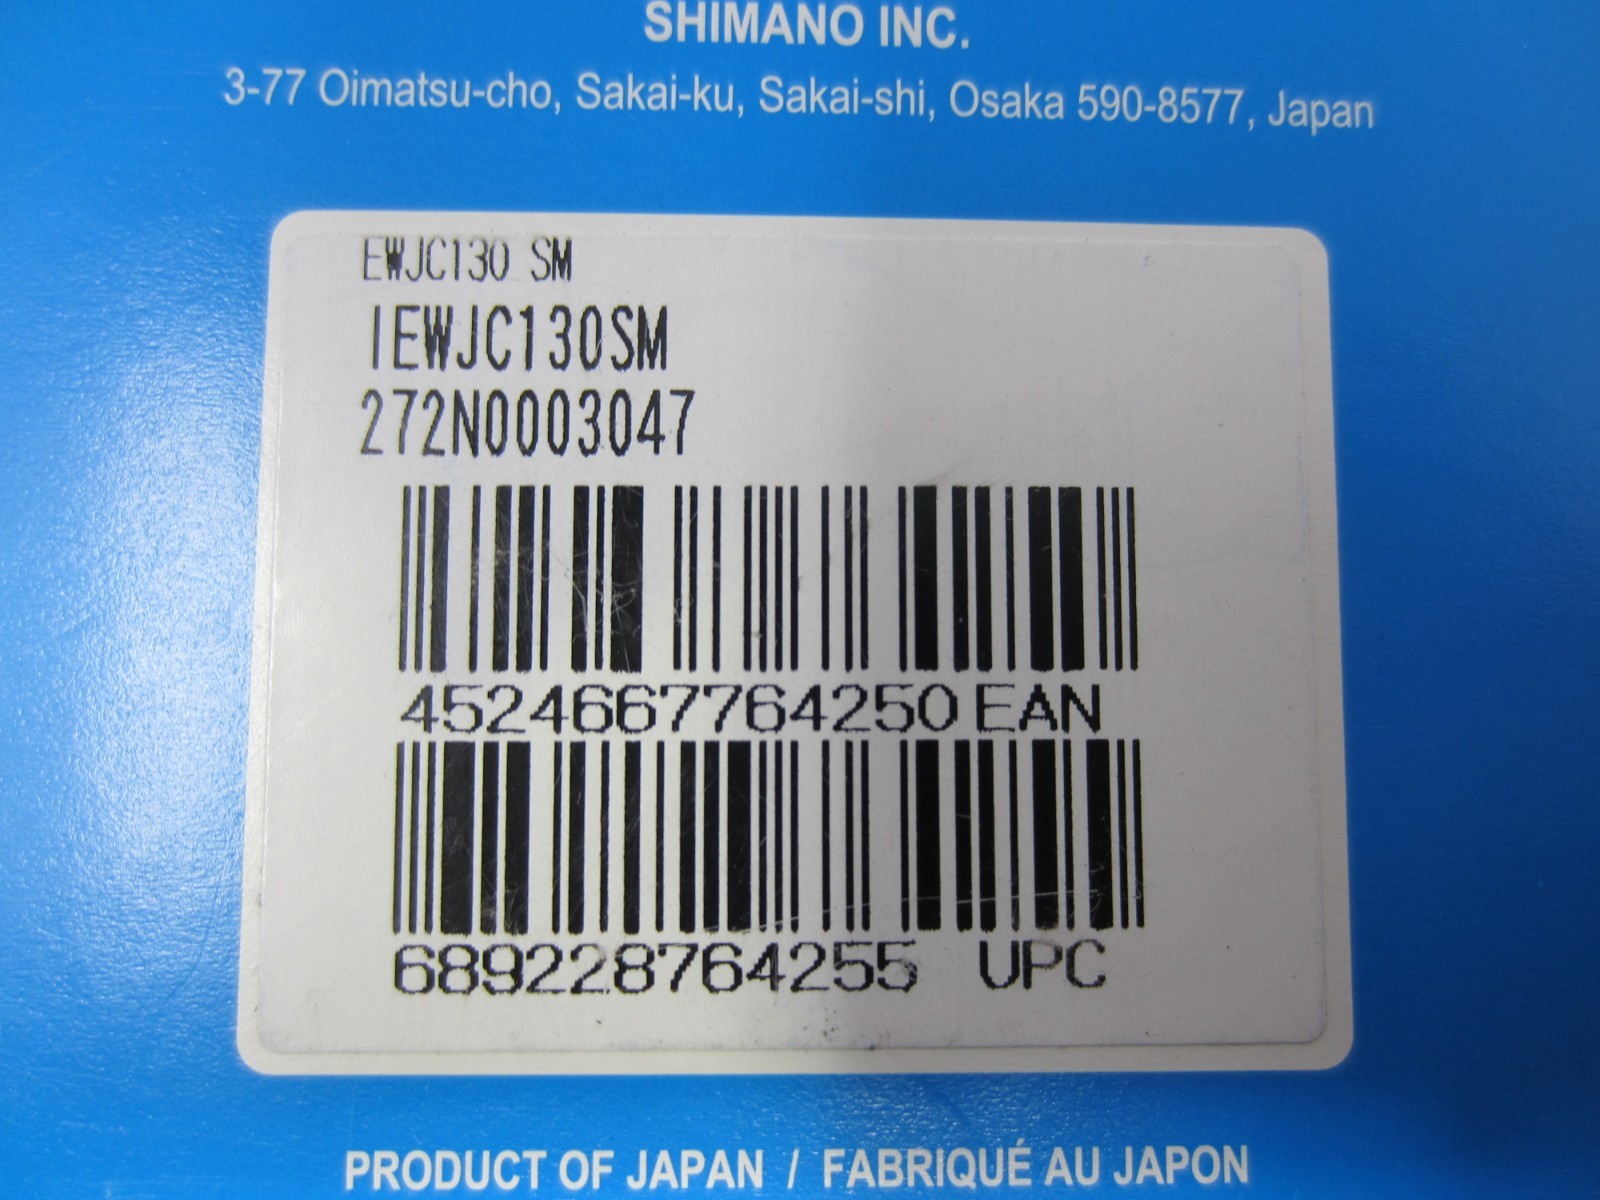 SHIMANO INC.
3-77 Oimatsu-cho, Sakai-ku, Sakai-shi, Osaka 590-8577, Japan
EWJC130 SM
IEWJC130SM
272N0003047
4524667764250 EAN
689228764255 UPC
PRODUCT OF JAPAN / FABRIQUÉ AU JAPON